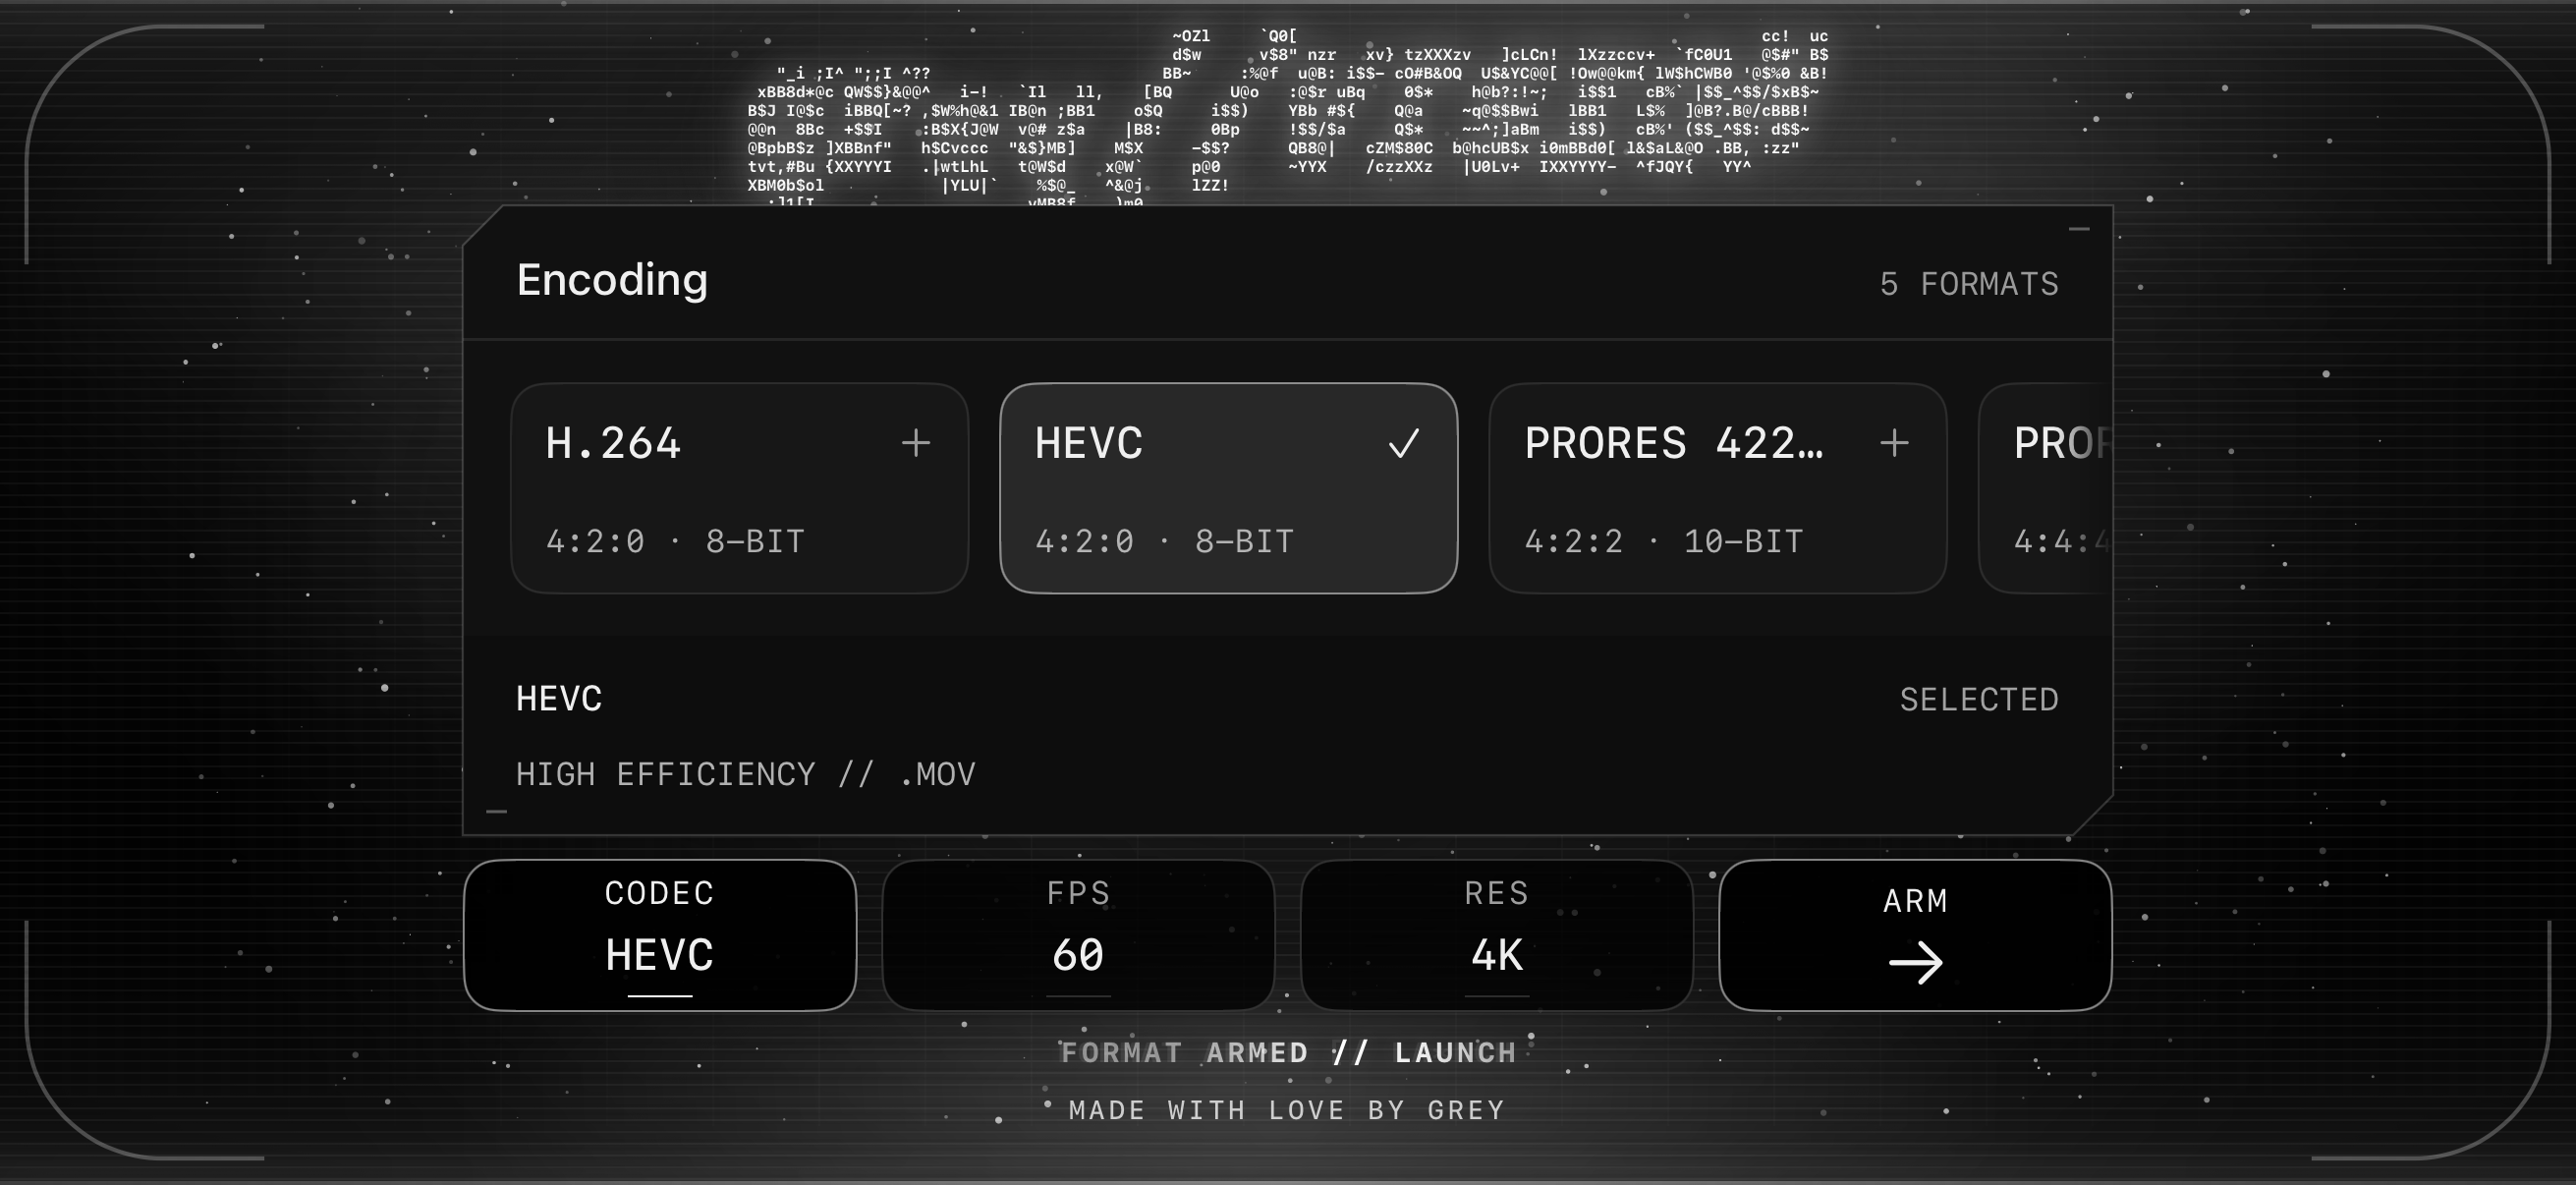 Encoding
5 FORMATS
H.264
4:2:0 · 8-BIT
HEVC
4:2:0 · 8-BIT
PRORES 422…
4:2:2 · 10-BIT
HEVC
SELECTED
HIGH EFFICIENCY // .MOV
CODEC
HEVC
FPS
60
RES
4K
ARM
FORMAT ARMED // LAUNCH
MADE WITH LOVE BY GREY